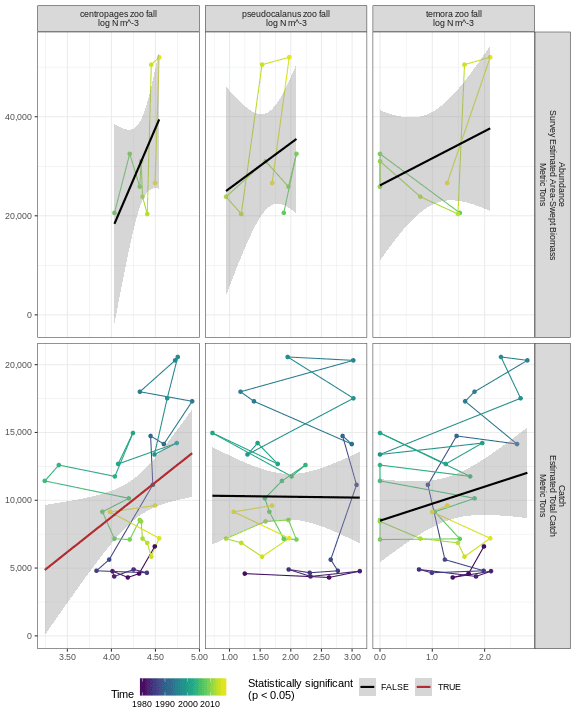 centropages zoo fall
log N m^-3
pseudocalanus zoo fall
log N m^-3
temora zoo fall
log N m^-3
40,000
20,000
0
Abundance
Survey Estimated Area-Swept Biomass
Metric Tons
20,000
15,000
10,000
5,000
0
Catch
Estimated Total Catch
Metric Tons
3.50
4.00
4.50
5.00
1.00
1.50
2.00
2.50
3.00
0.0
1.0
2.0
Time
1980 1990 2000 2010
Statistically significant
(p < 0.05)
FALSE
TRUE